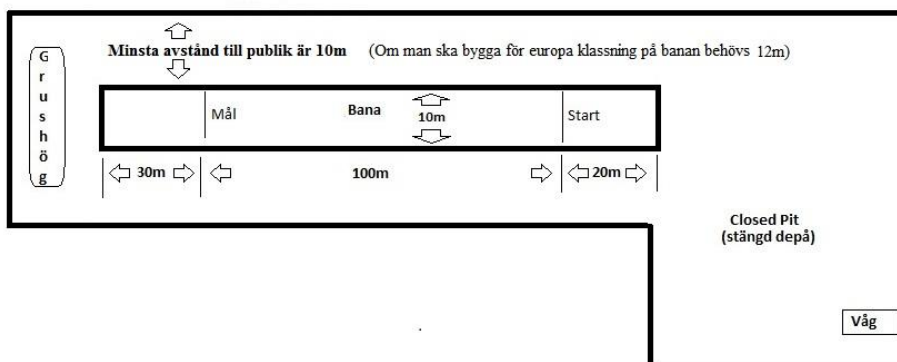 Grushög
Minsta avstånd till publik är 10m (Om man ska bygga för europa klassning på banan behövs 12m)
Mål
Bana
10m
Start
30m
100m
20m
Closed Pit
(stängd depå)
Våg